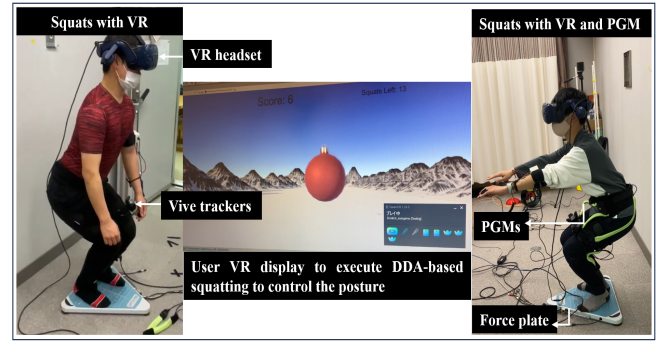 Squats with VR
VR headset
Vive trackers
Score: 6
Squats Left: 13
User VR display to execute DDA-based
squatting to control the posture
Squats with VR and PGM
PGMs
Force plate